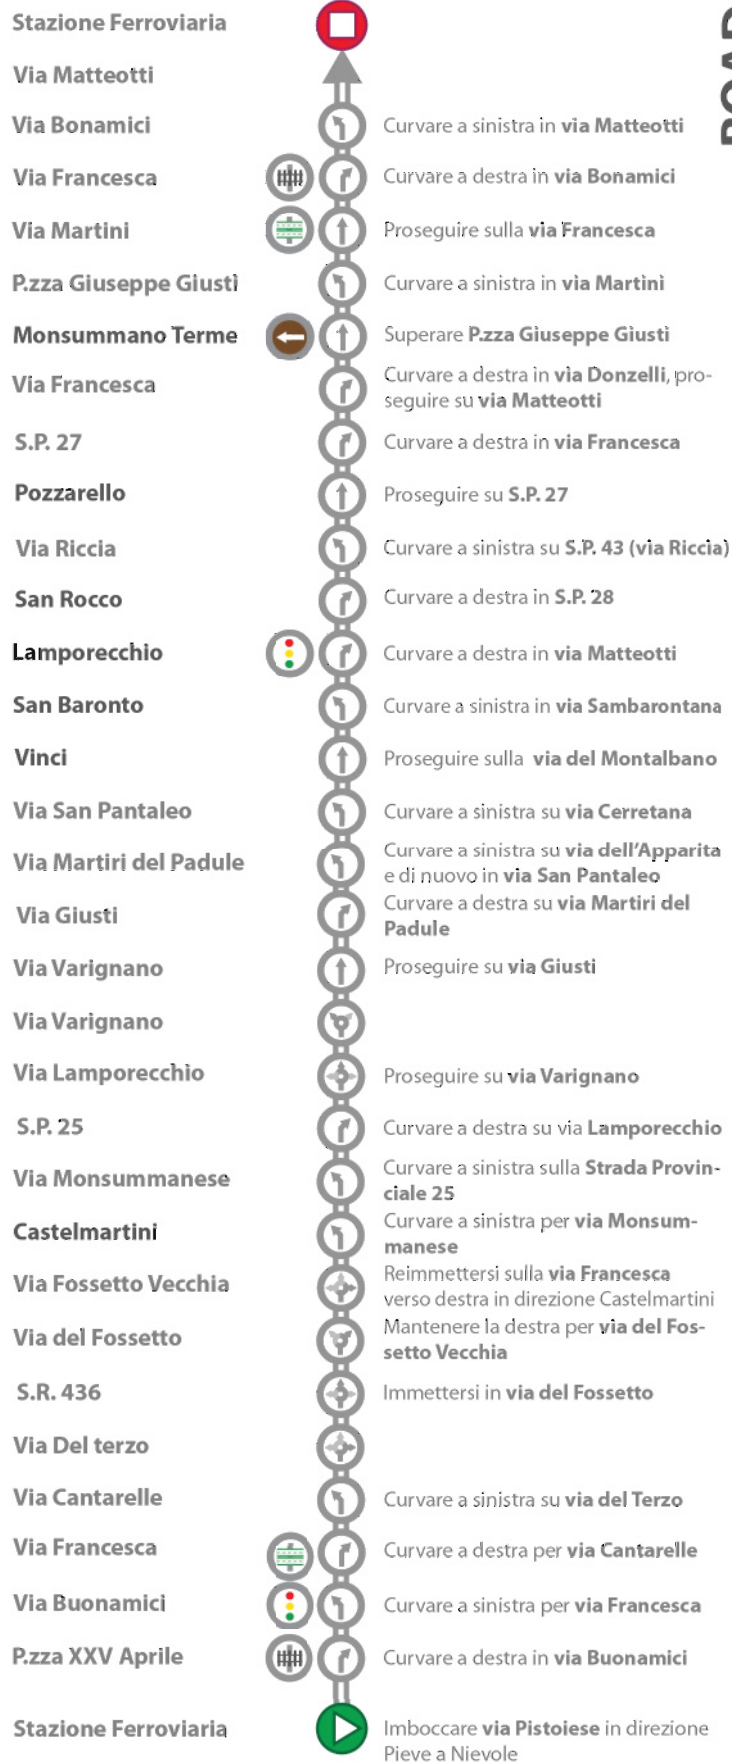 Stazione Ferroviaria
ROAD
Via Matteotti
Via Bonamici
Curvare a sinistra in via Matteotti
Via Francesca
Curvare a destra in via Bonamici
Via Martini
Proseguire sulla via Francesca
P.zza Giuseppe Giusti
Curvare a sinistra in via Martini
Monsummano Terme
Superare P.zza Giuseppe Giusti
Via Francesca
Curvare a destra in via Donzelli, pro-
seguire su via Matteotti
S.P. 27
Curvare a destra in via Francesca
Pozzarello
Proseguire su S.P. 27
Via Riccia
Curvare a sinistra su S.P. 43 (via Riccia)
San Rocco
Curvare a destra in S.P. 28
Lamporecchio
Curvare a destra in via Matteotti
San Baronto
Curvare a sinistra in via Sambarontana
Vinci
Proseguire sulla via del Montalbano
Via San Pantaleo
Curvare a sinistra su via Cerretana
Via Martiri del Padule
Curvare a sinistra su via dell'Apparita
e di nuovo in via San Pantaleo
Via Giusti
Curvare a destra su via Martiri del
Padule
Via Varignano
Proseguire su via Giusti
Via Varignano
Via Lamporecchio
Proseguire su via Varignano
S.P. 25
Curvare a destra su via Lamporecchio
Via Monsummanese
Curvare a sinistra sulla Strada Provin-
ciale 25
Castelmartini
Curvare a sinistra per via Monsum-
manese
Via Fossetto Vecchia
Reimmettersi sulla via Francesca
verso destra in direzione Castelmartini
Via del Fossetto
Mantenere la destra per via del Fos-
setto Vecchia
S.R. 436
Immettersi in via del Fossetto
Via Del terzo
Via Cantarelle
Curvare a sinistra su via del Terzo
Via Francesca
Curvare a destra per via Cantarelle
Via Buonamici
Curvare a sinistra per via Francesca
P.zza XXV Aprile
Curvare a destra in via Buonamici
Stazione Ferroviaria
Imboccare via Pistoiese in direzione
Pieve a Nievole